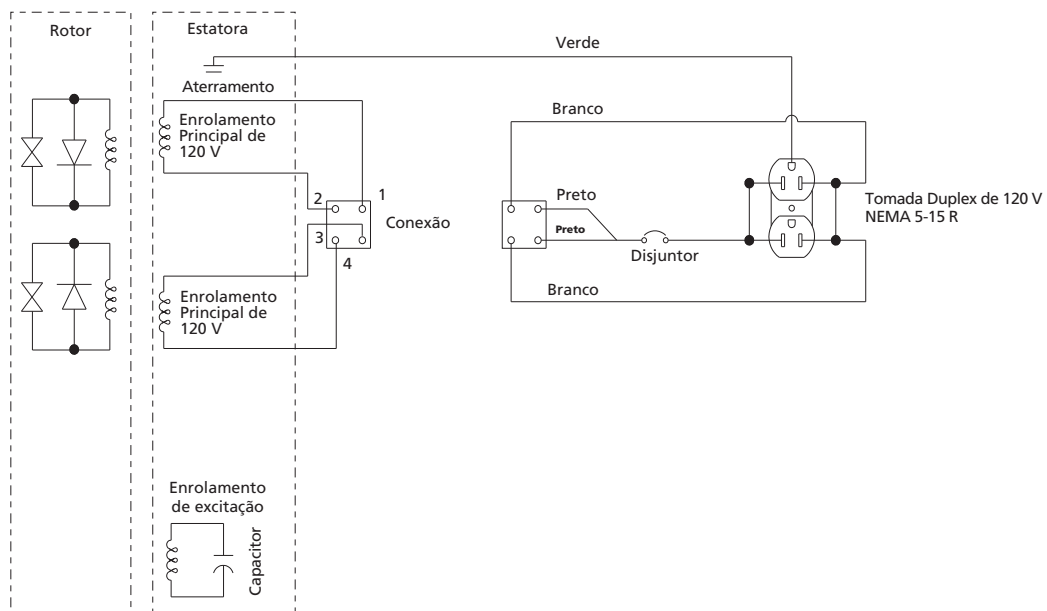 Rotor
Estatora
Verde
Aterramento
Enrolamento
Principal de
120 V
Branco
2
1
Conexão
3
4
Preto
Preto
Disjuntor
Tomada Duplex de 120 V
NEMA 5-15 R
Enrolamento
Principal de
120 V
Branco
Enrolamento
de excitação
Capacitor